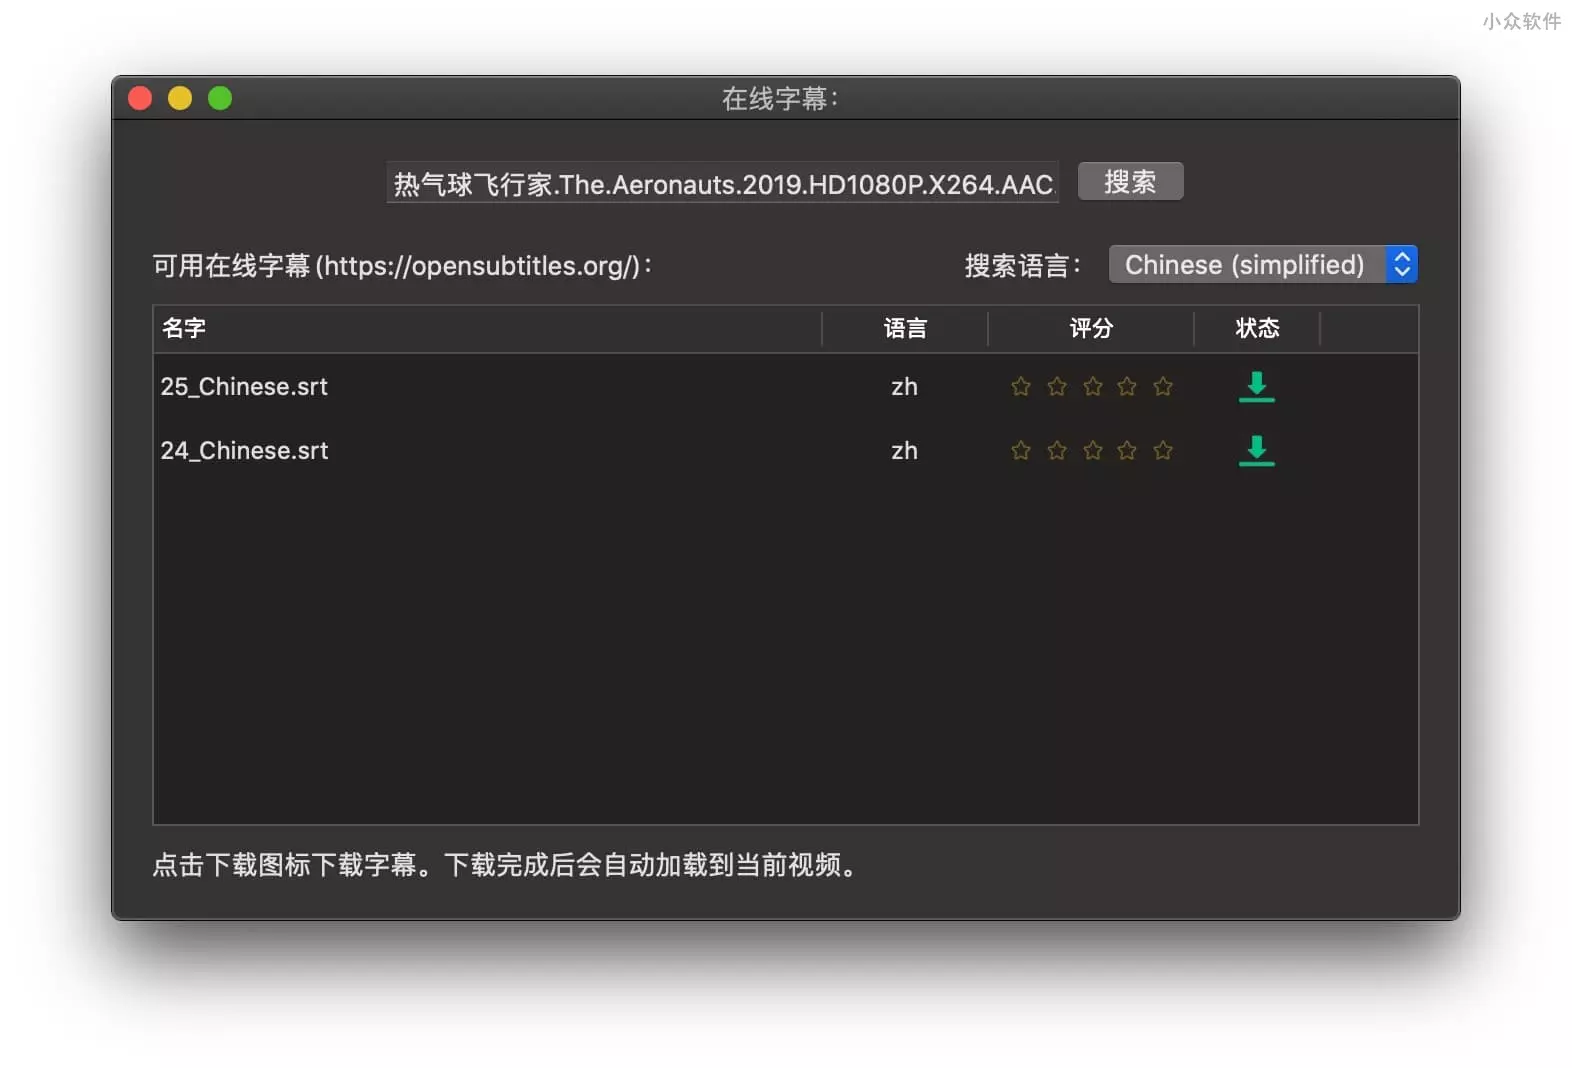 小众软件
在线字幕：
热气球飞行家.The.Aeronauts.2019.HD1080P.X264.AAC. 搜索
可用在线字幕(https://opensubtitles.org/)： 搜索语言： Chinese (simplified)
名字 语言 评分 状态
25_Chinese.srt zh
24_Chinese.srt zh
点击下载图标下载字幕。下载完成后会自动加载到当前视频。